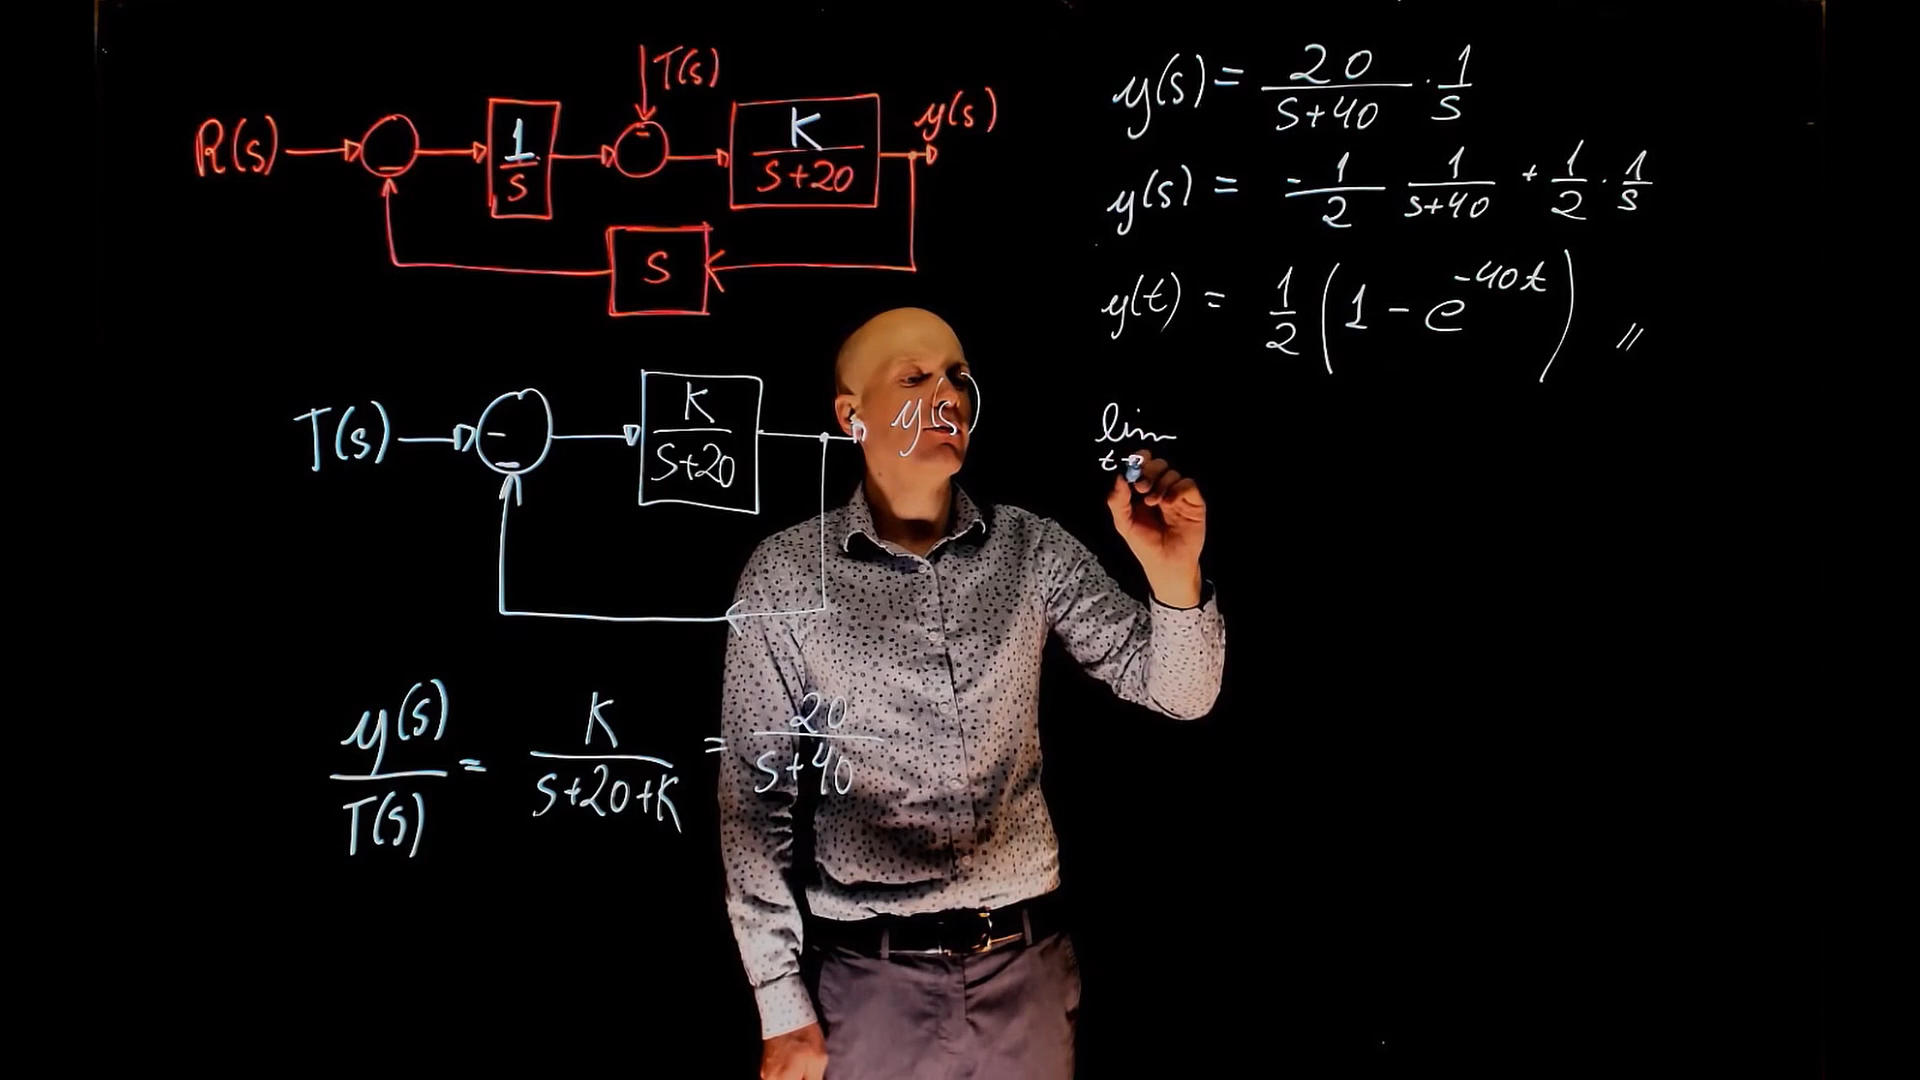 R(s)
−
1/s
T(s)
-
K/(s+20)
y(s)
s
T(s)
-
−
K/(s+20)
y(s)
y(s)/T(s) = K/(s+20+K) = 20/(s+40)
y(s) = 20/(s+40) · 1/s
y(s) = -1/2 1/(s+40) + 1/2 · 1/s
y(t) = 1/2 (1 - e^{-40t}) //
lim
t→